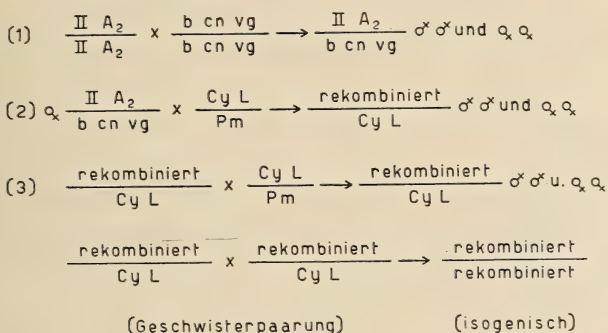 (1) II A₂ / II A₂ × b cn vg / b cn vg → II A₂ / b cn vg ♂♂ und ♀♀
(2) ♀ II A₂ / b cn vg × Cy L / Pm → rekombiniert / Cy L ♂♂ und ♀♀
(3) rekombiniert / Cy L × Cy L / Pm → rekombiniert / Cy L ♂♂ u. ♀♀
rekombiniert / Cy L × rekombiniert / Cy L → rekombiniert / rekombiniert
(Geschwisterpaarung) (isogenisch)